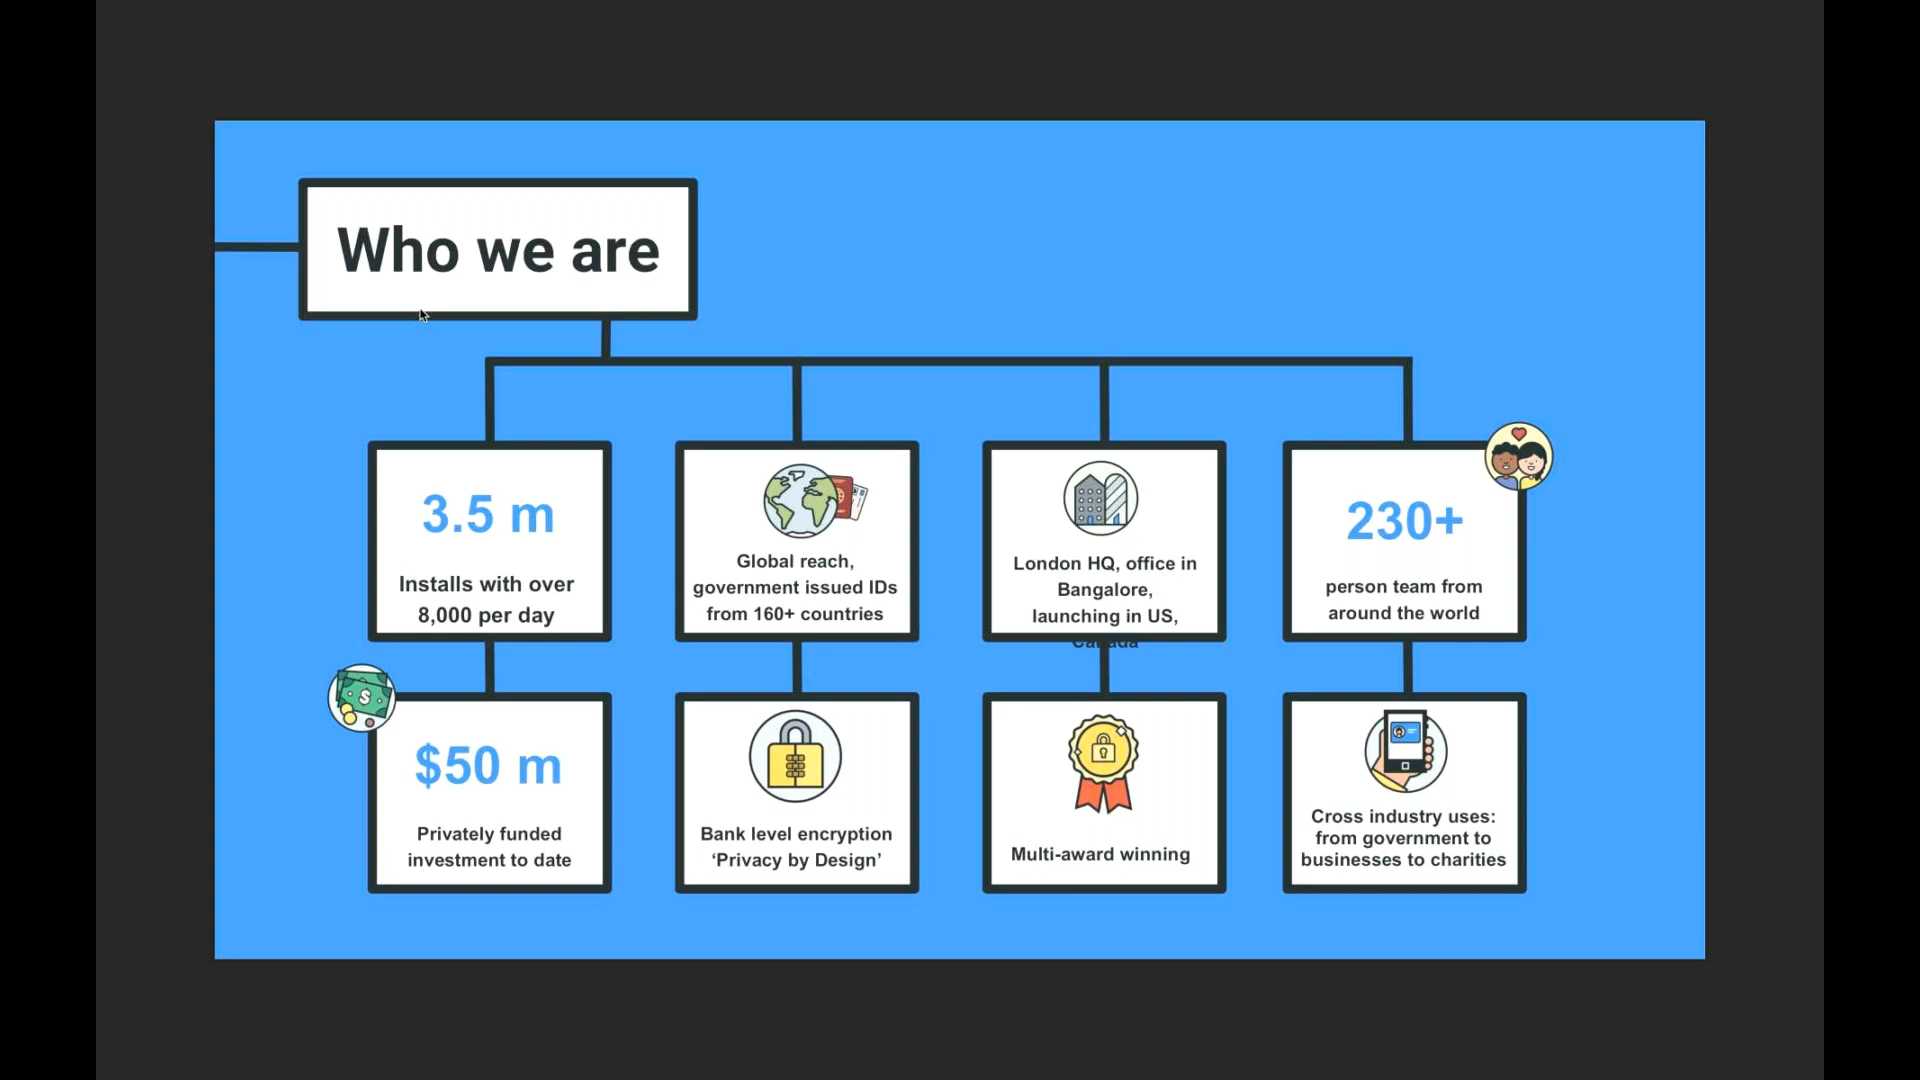 Who we are
3.5 m
Installs with over
8,000 per day
Global reach,
government issued IDs
from 160+ countries
London HQ, office in
Bangalore,
launching in US,
Canada
230+
person team from
around the world
$50 m
Privately funded
investment to date
Bank level encryption
‘Privacy by Design’
Multi-award winning
Cross industry uses:
from government to
businesses to charities